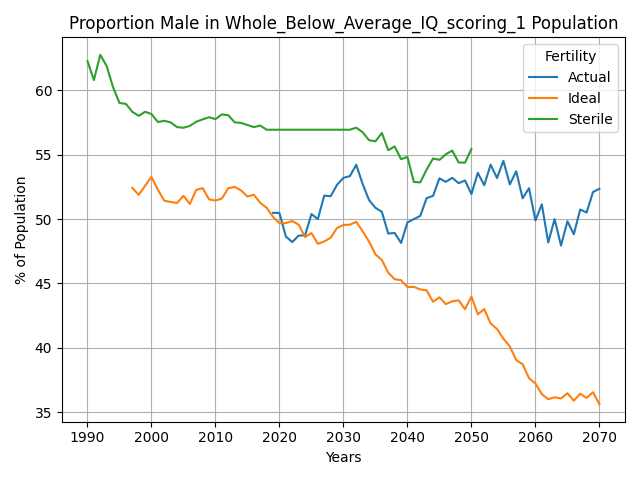 Proportion Male in Whole_Below_Average_IQ_scoring_1 Population
Fertility
Actual
Ideal
Sterile
% of Population
60
55
50
45
40
35
1990 2000 2010 2020 2030 2040 2050 2060 2070
Years